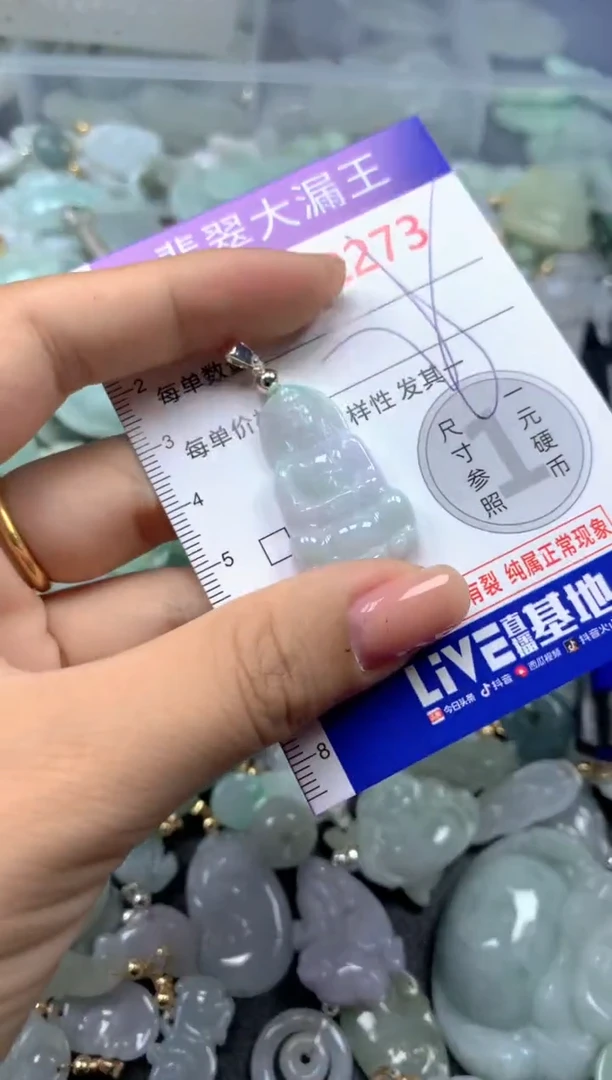 翡翠大漏王
2273
2
每单数量
3
每单价格 样性 发其
4
5
8
1
一元硬币
尺寸参照
有裂 纯属正常现象
LiVE直播基地
今日头条 抖音 西瓜视频 抖音火山